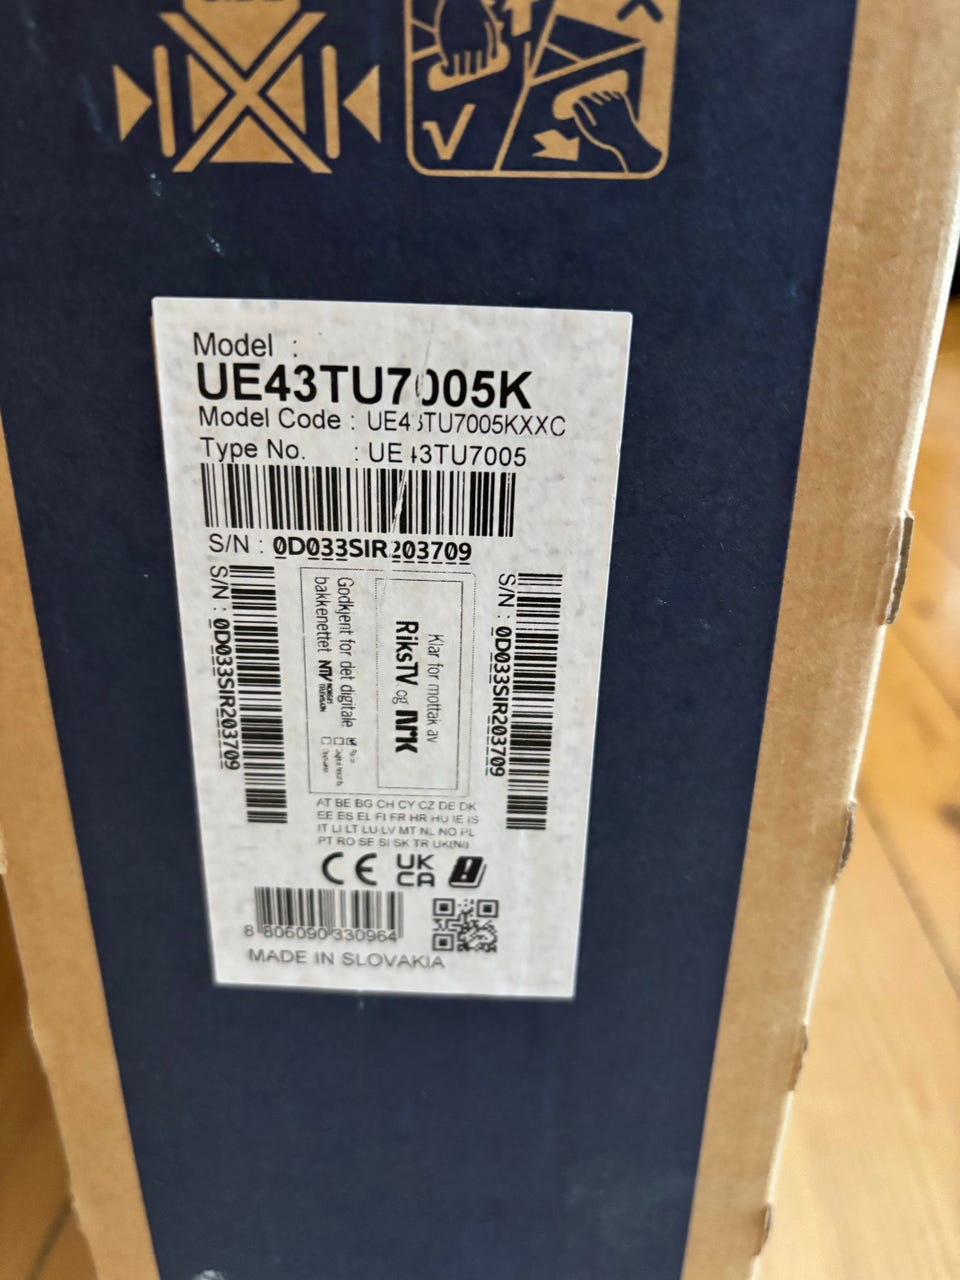 Model :
UE43TU7005K
Model Code : UE43TU7005KXXC
Type No. : UE43TU7005
S/N : 0D033SIR203709
S/N : 0D033SIR203709
Godkjent for det digitale
bakkenettet NTV NORGES TELEVISJON
Klar for mottak av
RiksTV og NRK
S/N : 0D033SIR203709
AT BE BG CH CY CZ DE DK
EE ES EL FI FR HR HU IE IS
IT LI LT LU LV MT NL NO PL
PT RO SE SI SK TR UK(NI)
CE UK CA
8 806090 330964
MADE IN SLOVAKIA